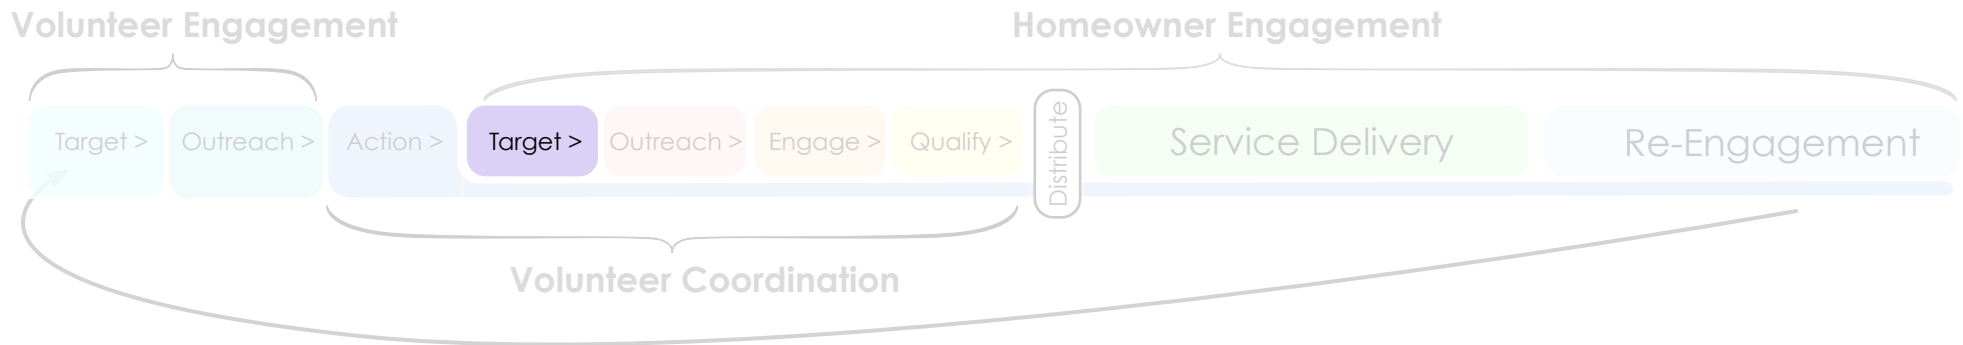 Volunteer Engagement
Homeowner Engagement
Target >
Outreach >
Action >
Target >
Outreach >
Engage >
Qualify >
Distribute
Service Delivery
Re-Engagement
Volunteer Coordination